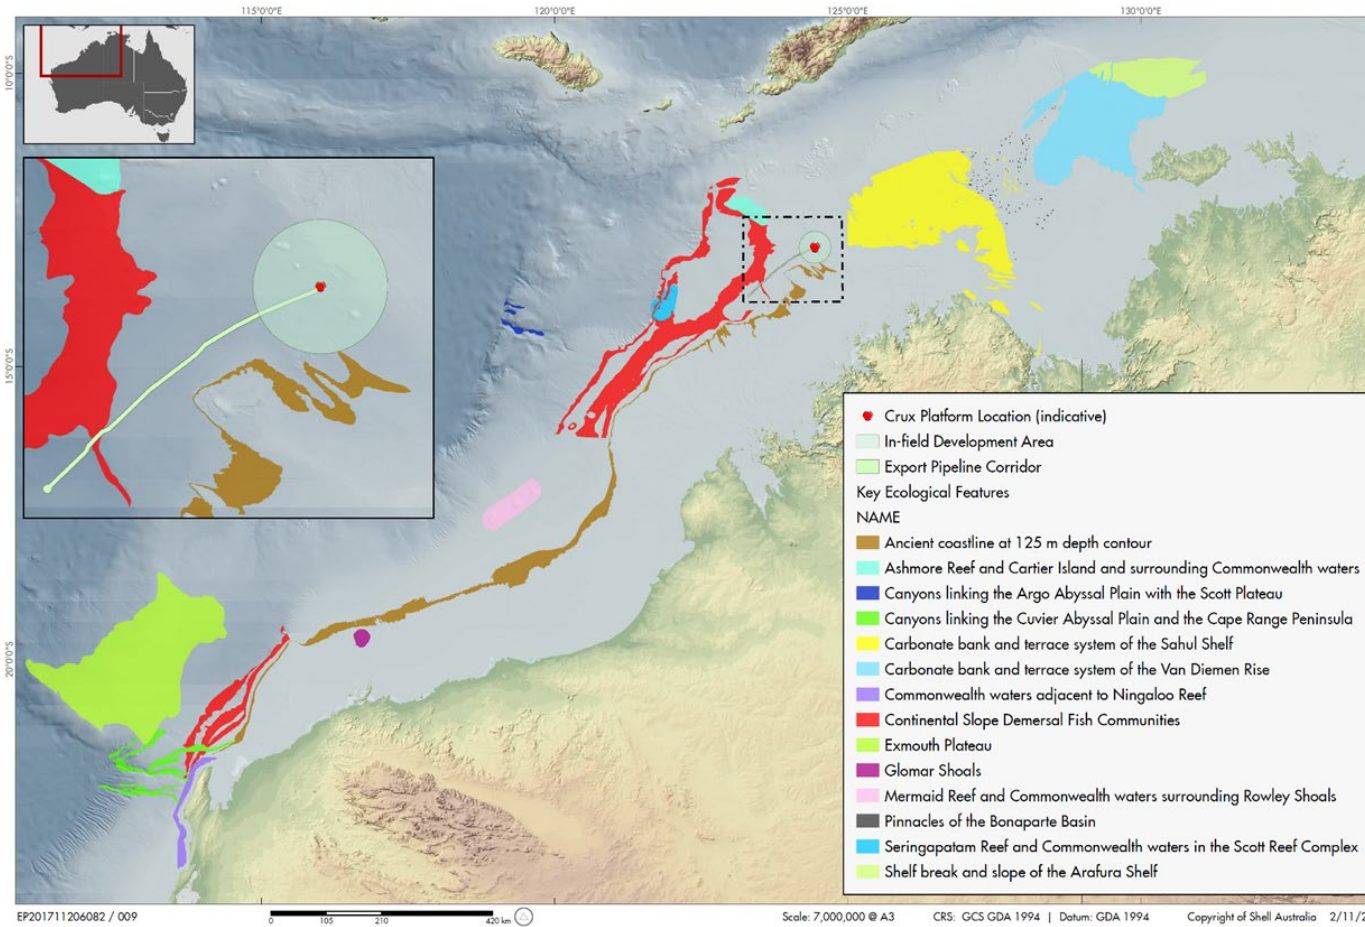 115°0'0"E
120°0'0"E
125°0'0"E
130°0'0"E
10°0'0"S
15°0'0"S
20°0'0"S
Crux Platform Location (indicative)
In-field Development Area
Export Pipeline Corridor
Key Ecological Features
NAME
Ancient coastline at 125 m depth contour
Ashmore Reef and Cartier Island and surrounding Commonwealth waters
Canyons linking the Argo Abyssal Plain with the Scott Plateau
Canyons linking the Cuvier Abyssal Plain and the Cape Range Peninsula
Carbonate bank and terrace system of the Sahul Shelf
Carbonate bank and terrace system of the Van Diemen Rise
Commonwealth waters adjacent to Ningaloo Reef
Continental Slope Demersal Fish Communities
Exmouth Plateau
Glomar Shoals
Mermaid Reef and Commonwealth waters surrounding Rowley Shoals
Pinnacles of the Bonaparte Basin
Seringapatam Reef and Commonwealth waters in the Scott Reef Complex
Shelf break and slope of the Arafura Shelf
EP201711206082 / 009
0 105 210 420 km
Scale: 7,000,000 @ A3 CRS: GCS GDA 1994 | Datum: GDA 1994 Copyright of Shell Australia 2/11/2